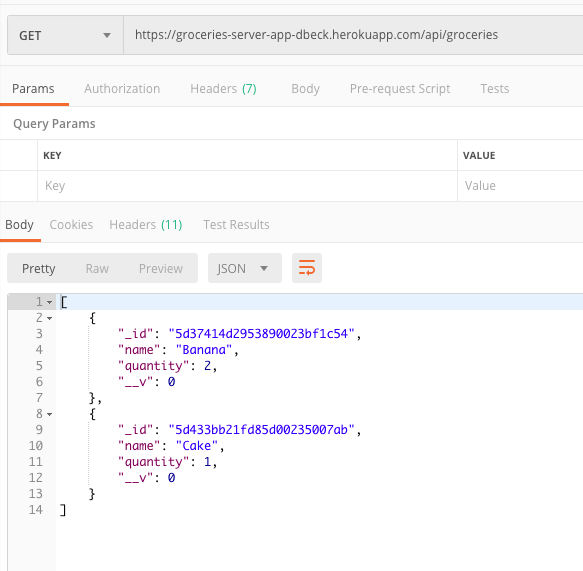 GET https://groceries-server-app-dbeck.herokuapp.com/api/groceries
Params Authorization Headers (7) Body Pre-request Script Tests
Query Params
KEY VALUE
Key Value
Body Cookies Headers (11) Test Results
Pretty Raw Preview JSON
1 [
2 {
3 "_id": "5d37414d2953890023bf1c54",
4 "name": "Banana",
5 "quantity": 2,
6 "__v": 0
7 },
8 {
9 "_id": "5d433bb21fd85d00235007ab",
10 "name": "Cake",
11 "quantity": 1,
12 "__v": 0
13 }
14 ]